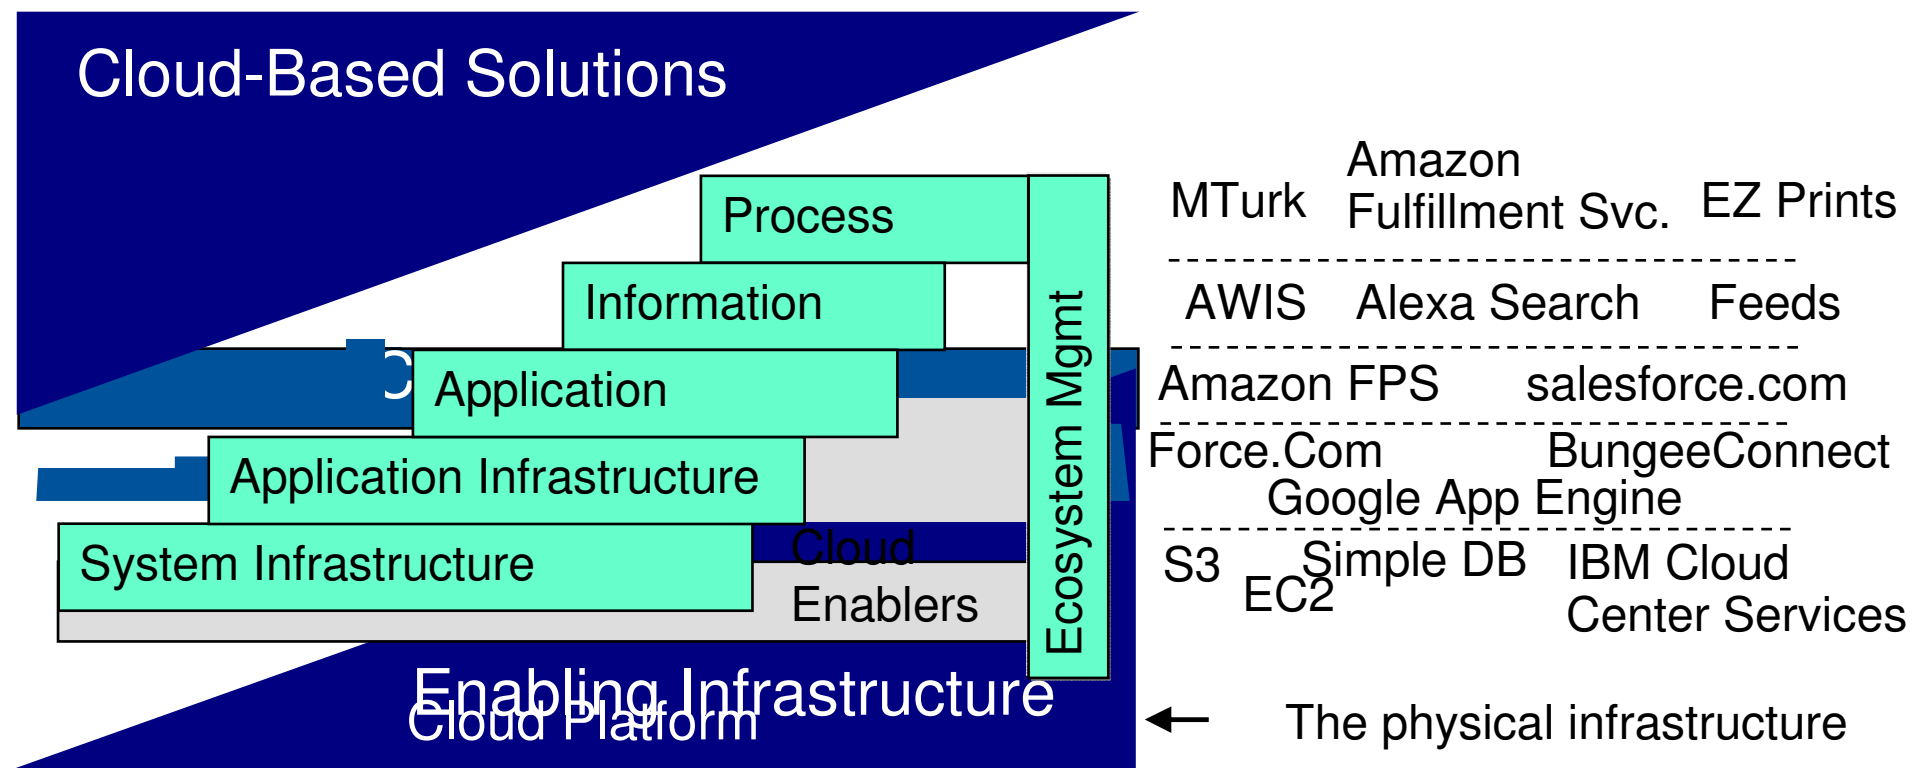 Cloud-Based Solutions
Process
Information
Application
Application Infrastructure
System Infrastructure
Cloud
Enablers
Ecosystem Mgmt
Enabling Infrastructure
Cloud Platform
MTurk
Amazon
Fulfillment Svc.
EZ Prints
AWIS
Alexa Search
Feeds
Amazon FPS
salesforce.com
Force.Com
BungeeConnect
Google App Engine
S3
EC2
Simple DB
IBM Cloud
Center Services
The physical infrastructure